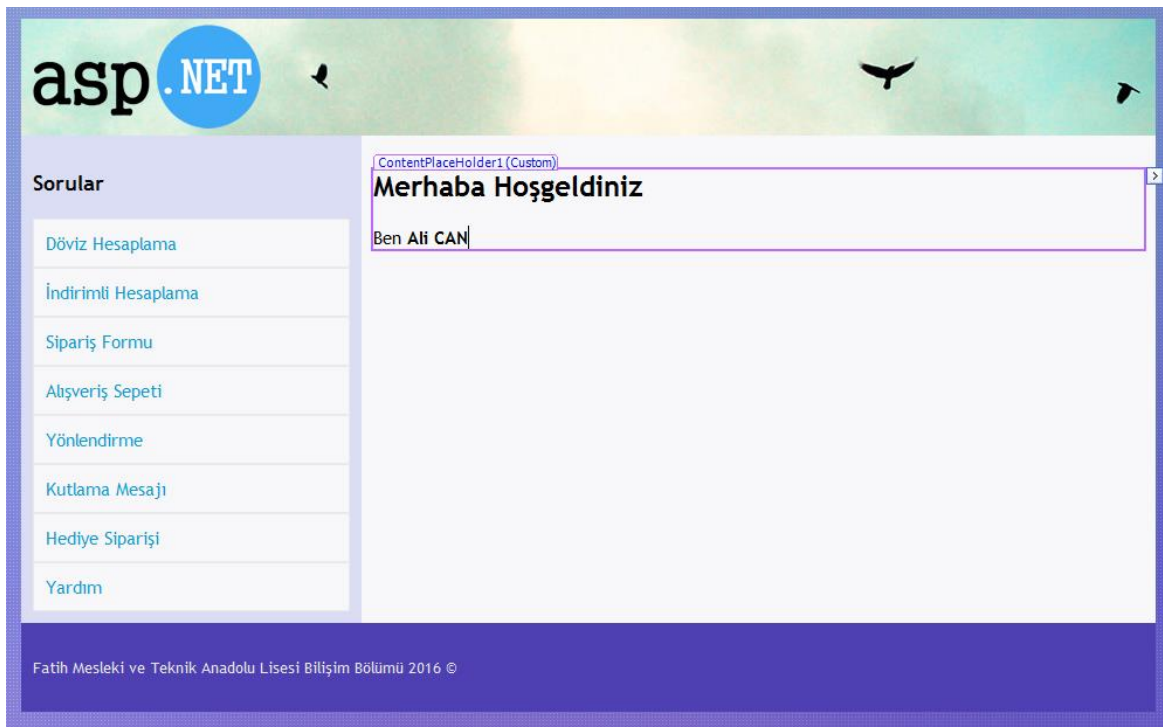 asp.NET
Sorular
Döviz Hesaplama
İndirimli Hesaplama
Sipariş Formu
Alışveriş Sepeti
Yönlendirme
Kutlama Mesajı
Hediye Siparişi
Yardım
ContentPlaceHolder1 (Custom)
Merhaba Hoşgeldiniz
Ben Ali CAN
Fatih Mesleki ve Teknik Anadolu Lisesi Bilişim Bölümü 2016 ©